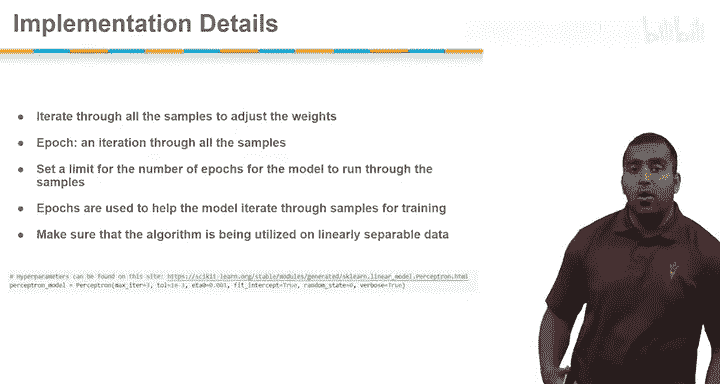 Implementation Details
● Iterate through all the samples to adjust the weights
● Epoch: an iteration through all the samples
● Set a limit for the number of epochs for the model to run through the
samples
● Epochs are used to help the model iterate through samples for training
● Make sure that the algorithm is being utilized on linearly separable data
# Hyperparameters can be found on this site: https://scikit-learn.org/stable/modules/generated/sklearn.linear_model.Perceptron.html
perceptron_model = Perceptron(max_iter=3, tol=1e-3, eta0=0.001, fit_intercept=True, random_state=0, verbose=True)
bilibili